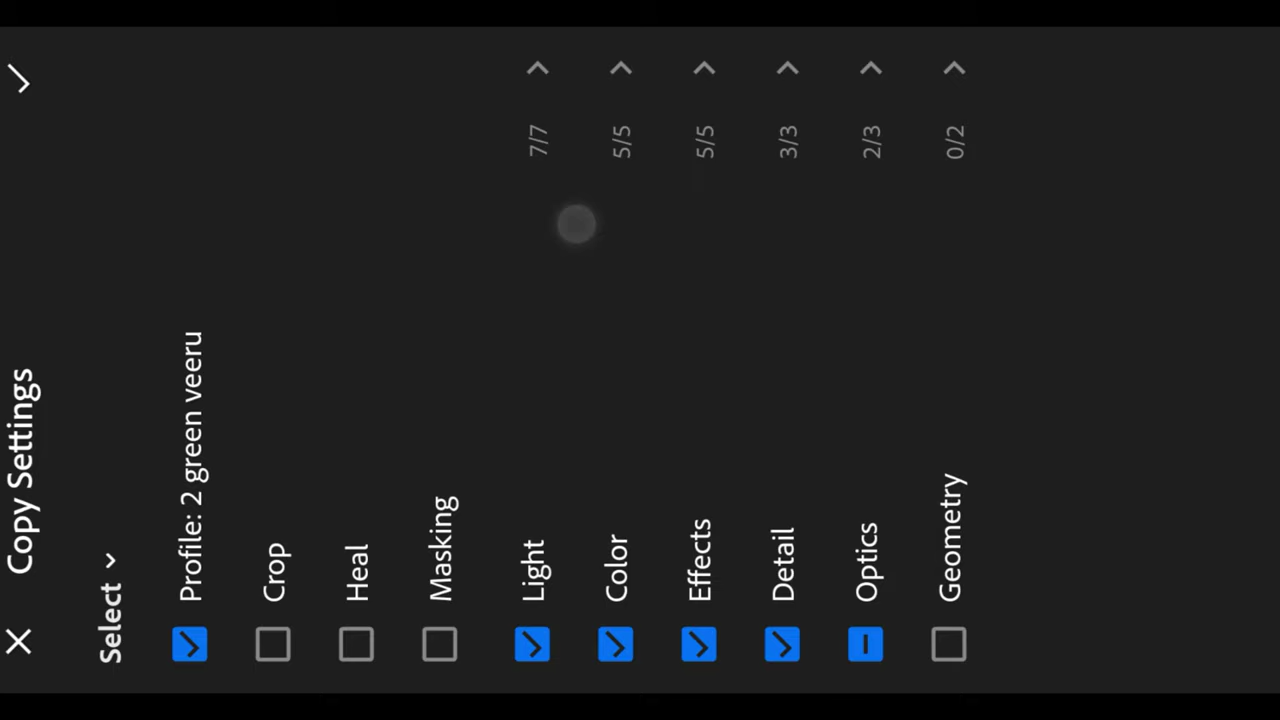 Copy Settings
Select
Profile: 2 green veeru
Crop
Heal
Masking
Light 7/7
Color 5/5
Effects 5/5
Detail 3/3
Optics 2/3
Geometry 0/2